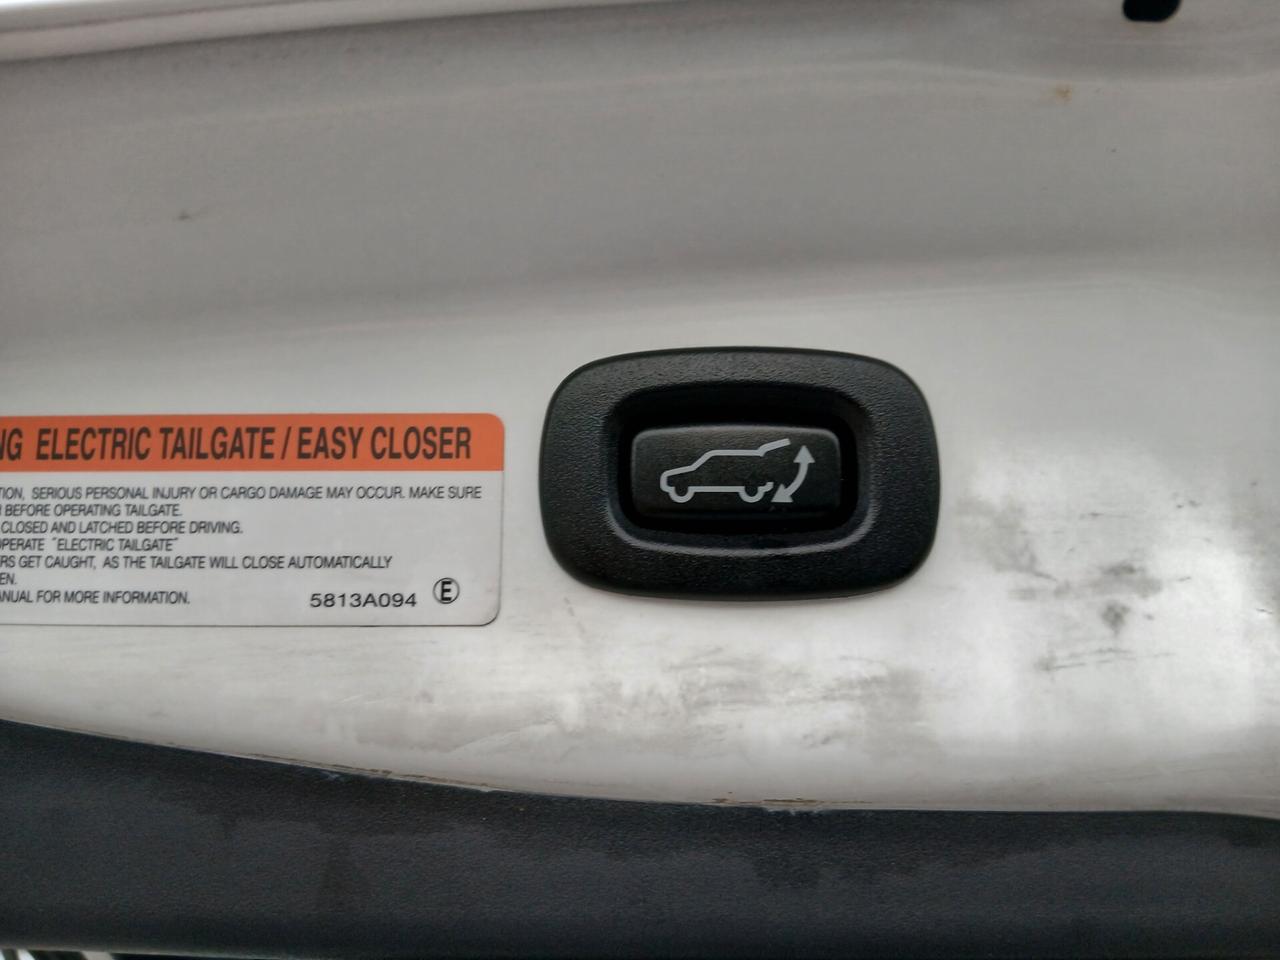 NG ELECTRIC TAILGATE / EASY CLOSER
TION, SERIOUS PERSONAL INJURY OR CARGO DAMAGE MAY OCCUR. MAKE SURE
BEFORE OPERATING TAILGATE.
CLOSED AND LATCHED BEFORE DRIVING.
OPERATE "ELECTRIC TAILGATE"
RS GET CAUGHT, AS THE TAILGATE WILL CLOSE AUTOMATICALLY
EN.
ANUAL FOR MORE INFORMATION.
5813A094 Ⓔ